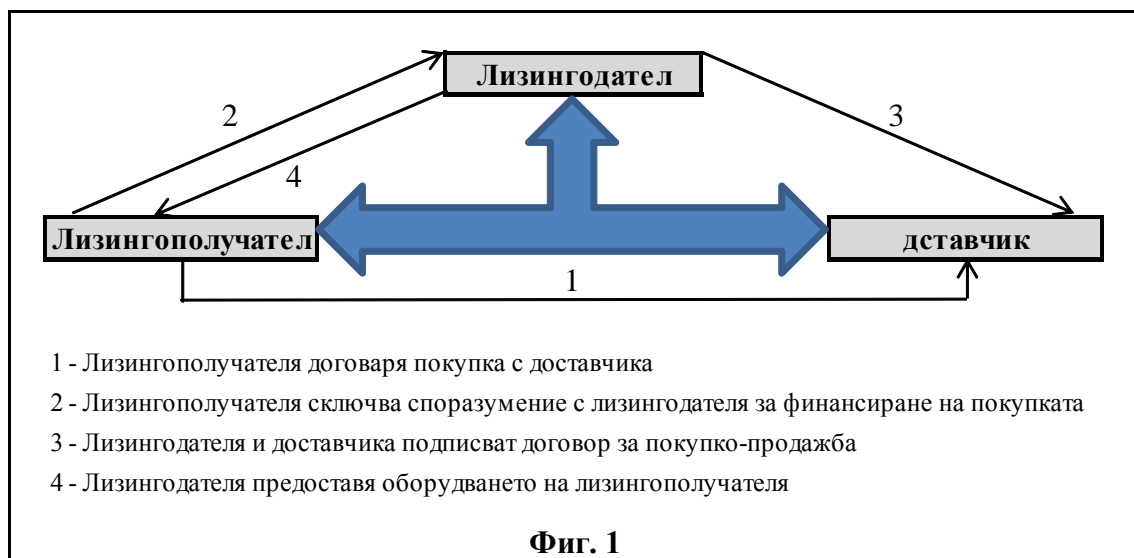 Лизингодател
2
3
4
Лизингополучател
дставчик
1
1 - Лизингополучателя договаря покупка с доставчика
2 - Лизингополучателя сключва споразумение с лизингодателя за финансиране на покупката
3 - Лизингодателя и доставчика подписват договор за покупко-продажба
4 - Лизингодателя предоставя оборудването на лизингополучателя
Фиг. 1